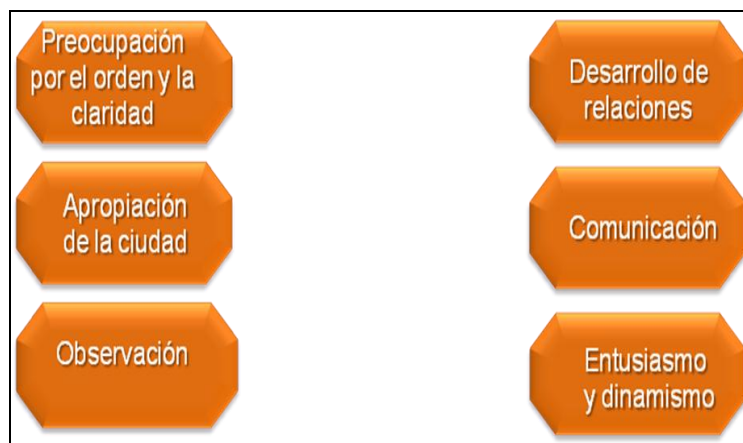 Preocupación
por el orden y la
claridad
Apropiación
de la ciudad
Observación
Desarrollo de
relaciones
Comunicación
Entusiasmo
y dinamismo